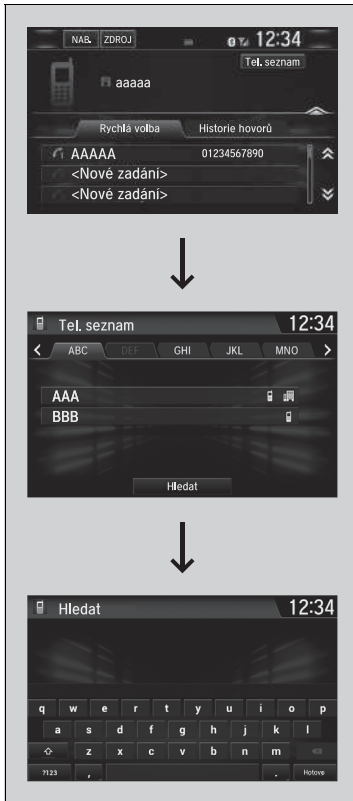 NAB. ZDROJ 12:34
Tel. seznam
aaaaa
Rychlá volba Historie hovorů
AAAAA 01234567890
<Nové zadání>
<Nové zadání>
Tel. seznam 12:34
ABC DEF GHI JKL MNO
AAA
BBB
Hledat
Hledat 12:34
q w e r t y u i o p
a s d f g h j k l
z x c v b n m
?123 , . Hotove